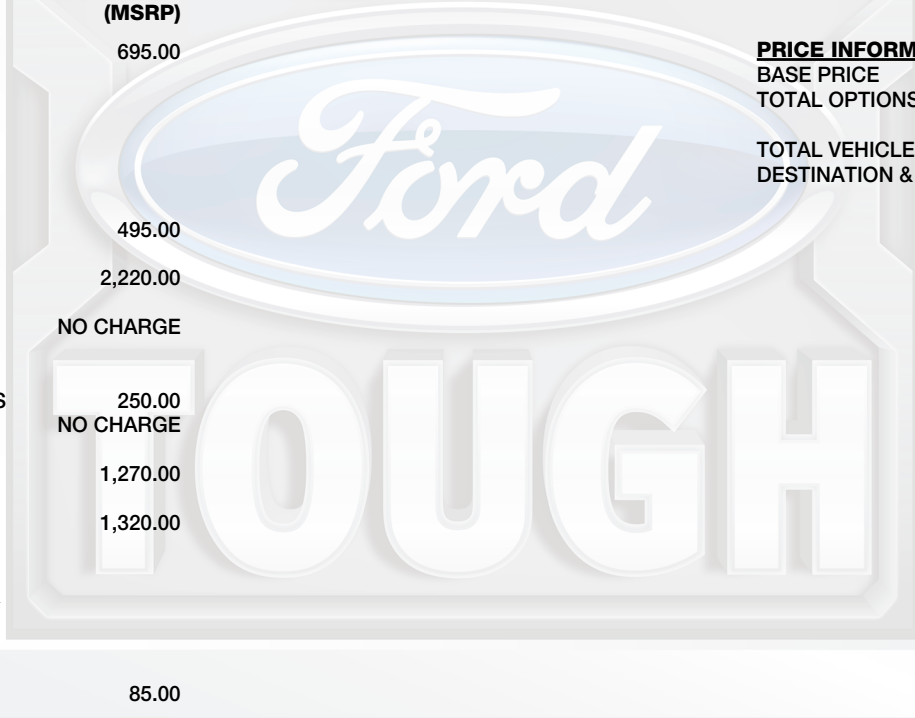 (MSRP)
695.00
495.00
2,220.00
NO CHARGE
S 250.00
NO CHARGE
1,270.00
1,320.00
85.00
PRICE INFORM
BASE PRICE
TOTAL OPTIONS
TOTAL VEHICLE
DESTINATION &
Ford
TOUGH